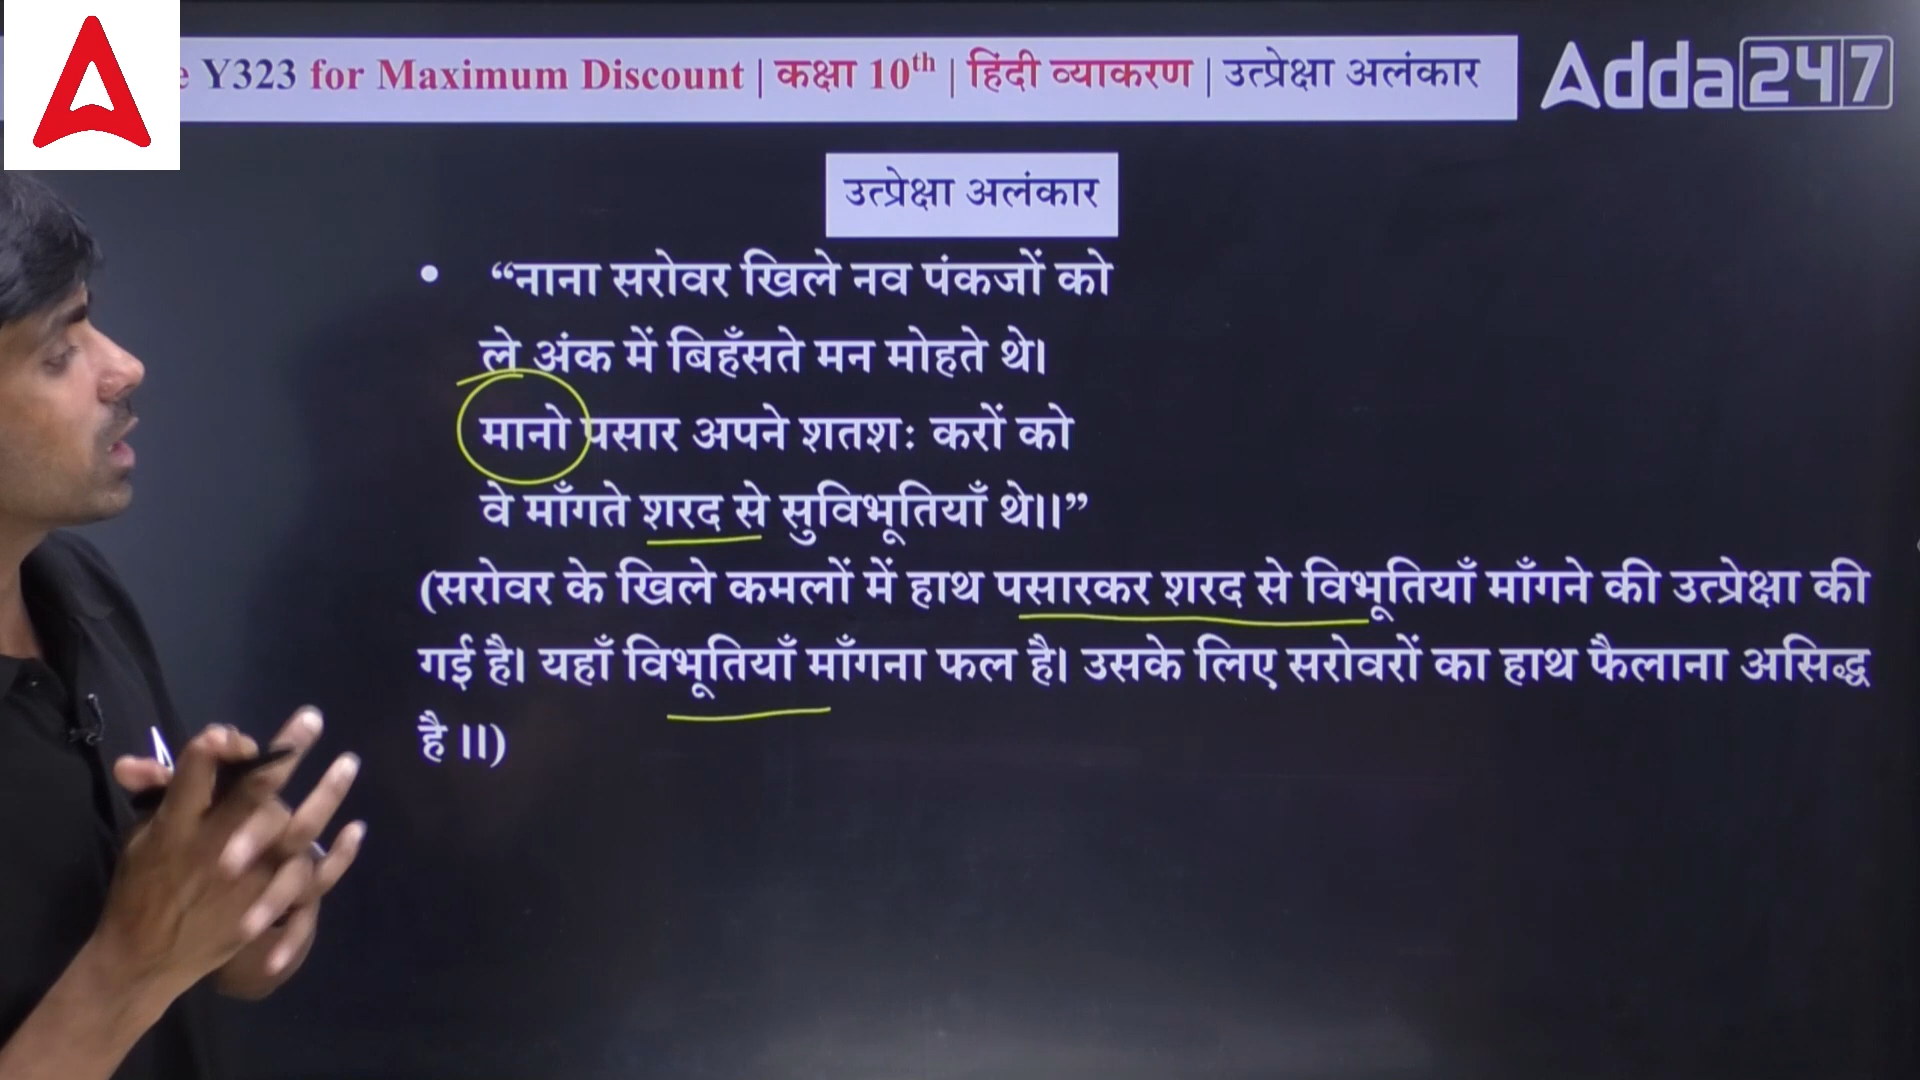 Y323 for Maximum Discount | कक्षा 10th | हिंदी व्याकरण | उत्प्रेक्षा अलंकार
Adda247
उत्प्रेक्षा अलंकार
• “नाना सरोवर खिले नव पंकजों को
ले अंक में बिहँसते मन मोहते थे।
मानो पसार अपने शतशः करों को
वे माँगते शरद से सुविभूतियाँ थे।।”
(सरोवर के खिले कमलों में हाथ पसारकर शरद से विभूतियाँ माँगने की उत्प्रेक्षा की
गई है। यहाँ विभूतियाँ माँगना फल है। उसके लिए सरोवरों का हाथ फैलाना असिद्ध
है ।।)